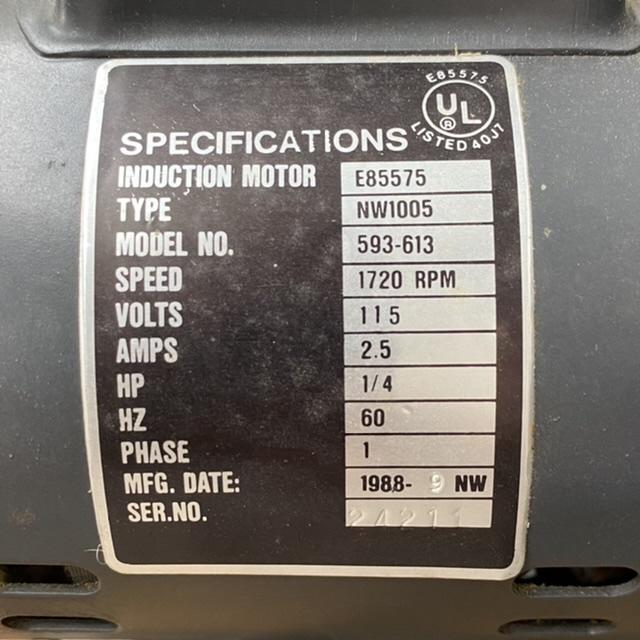 E85575
UL
®
LISTED 40J7
SPECIFICATIONS
INDUCTION MOTOR E85575
TYPE NW1005
MODEL NO. 593-613
SPEED 1720 RPM
VOLTS 115
AMPS 2.5
HP 1/4
HZ 60
PHASE 1
MFG. DATE: 1988- 9 NW
SER.NO. 24211